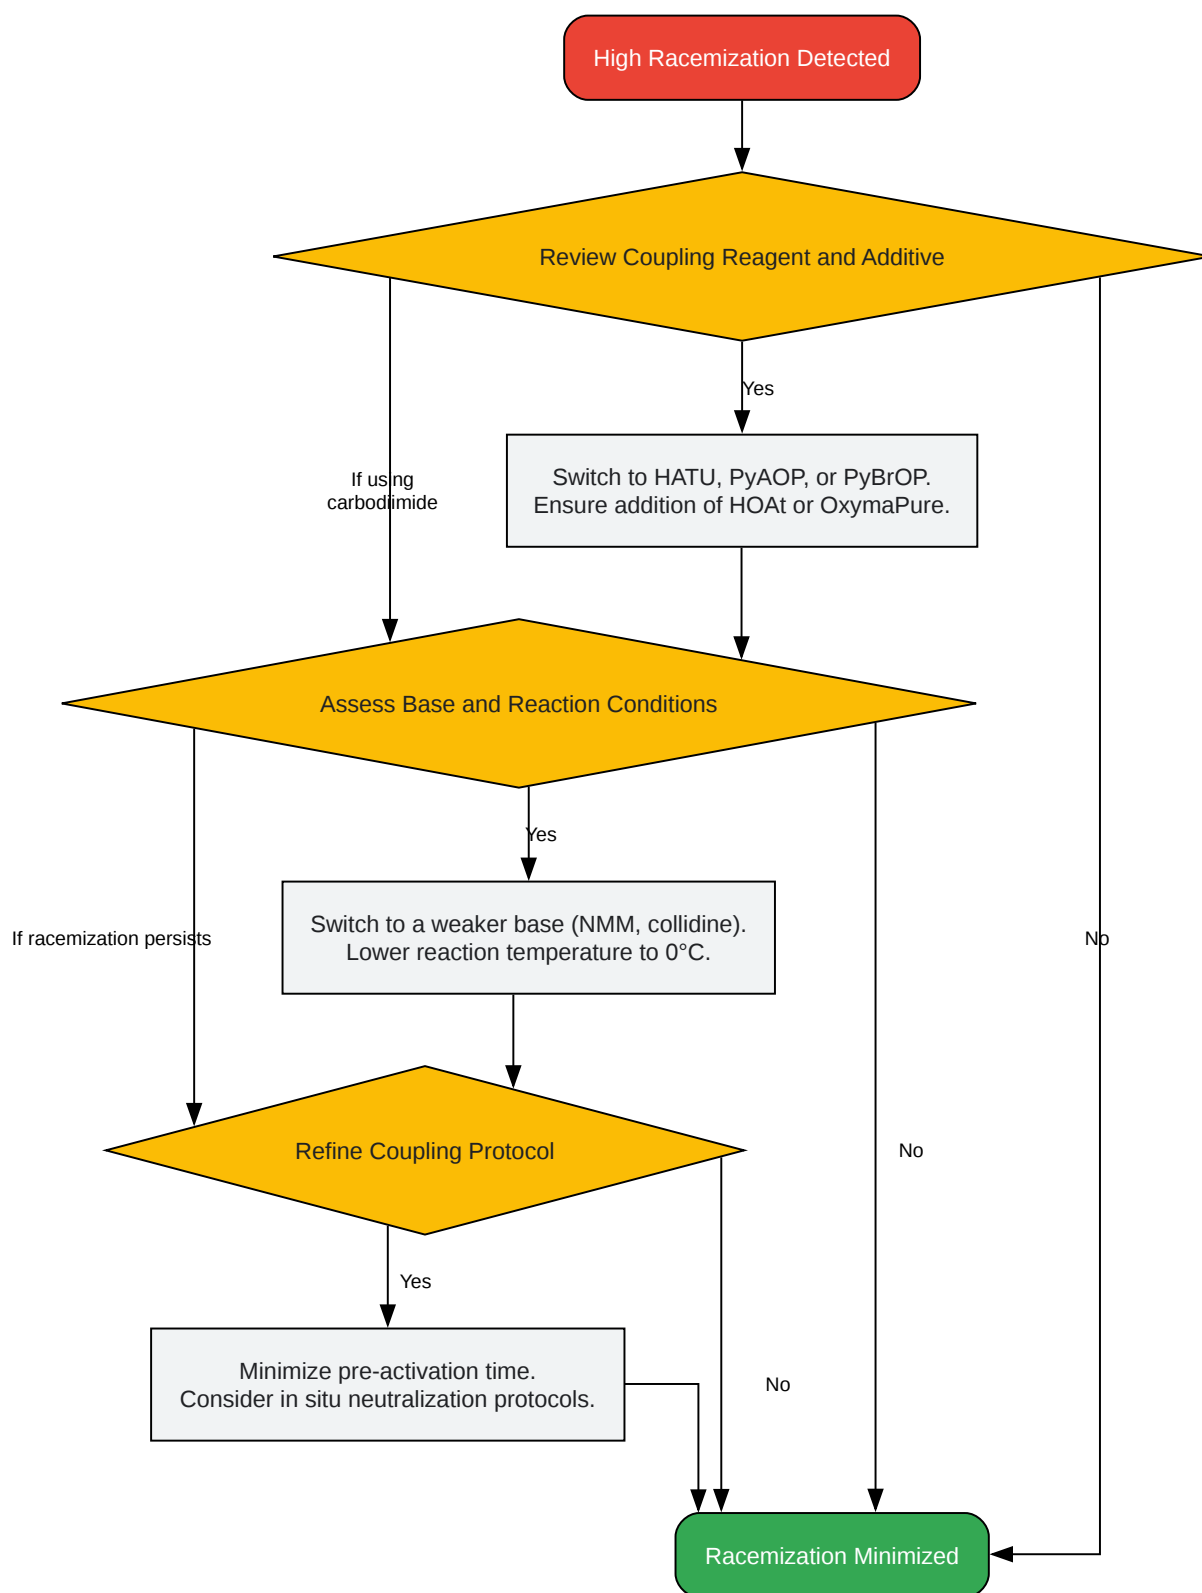 High Racemization Detected
Review Coupling Reagent and Additive
Yes
Switch to HATU, PyAOP, or PyBrOP.
Ensure addition of HOAt or OxymaPure.
If using
carbodiimide
Assess Base and Reaction Conditions
Yes
Switch to a weaker base (NMM, collidine).
Lower reaction temperature to 0°C.
If racemization persists
No
Refine Coupling Protocol
No
Yes
Minimize pre-activation time.
Consider in situ neutralization protocols.
No
Racemization Minimized